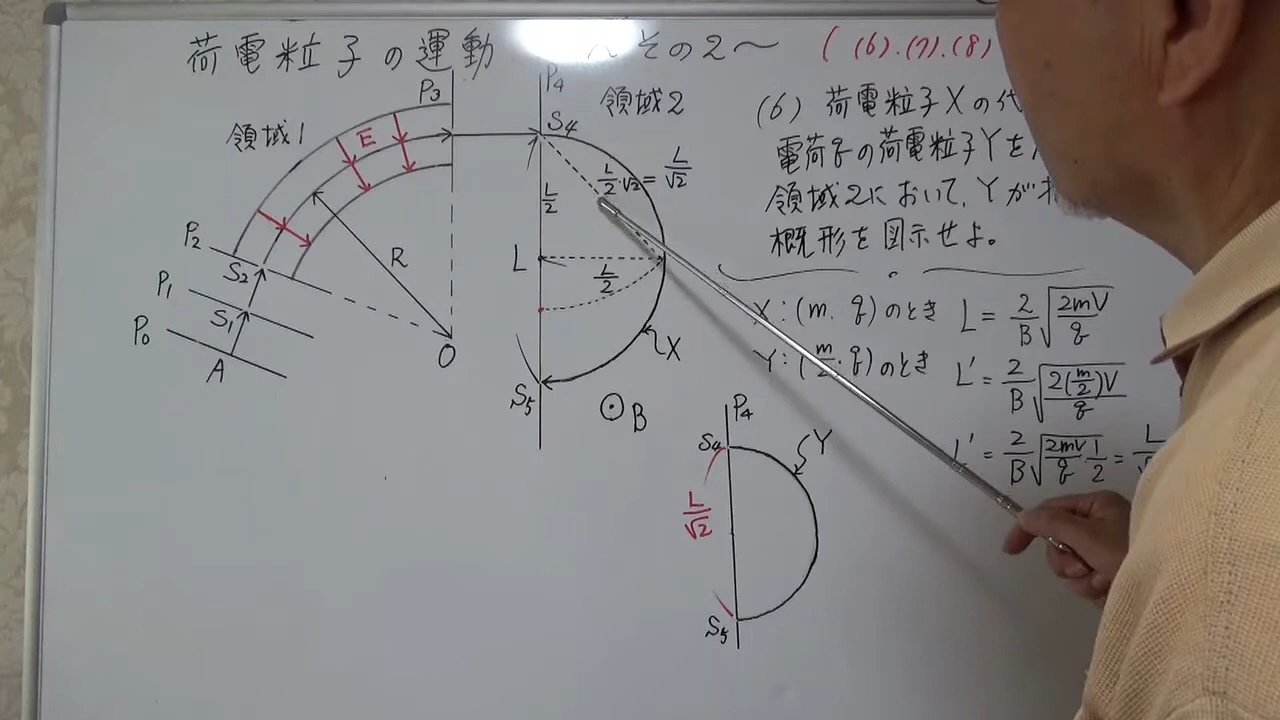 荷電粒子の運動 〜その2〜 ((6).(7).(8)
(6) 荷電粒子Xの代
電荷qの荷電粒子Yを
領域2において、Yが
概形を図示せよ。
X:(m, q)のとき L = 2/B √(2mV/q)
Y:(m/2, q)のとき L' = 2/B √(2(m/2)V/q)
L' = 2/B √(2mV/q 1/2) = L
領域1
P3
E
R
P2
S2
P1
S1
P0
A
O
P4
領域2
S4
L/2
L/2・√2 = L/√2
L
L/2
X
S5
B
P4
S4
Y
L/√2
S5